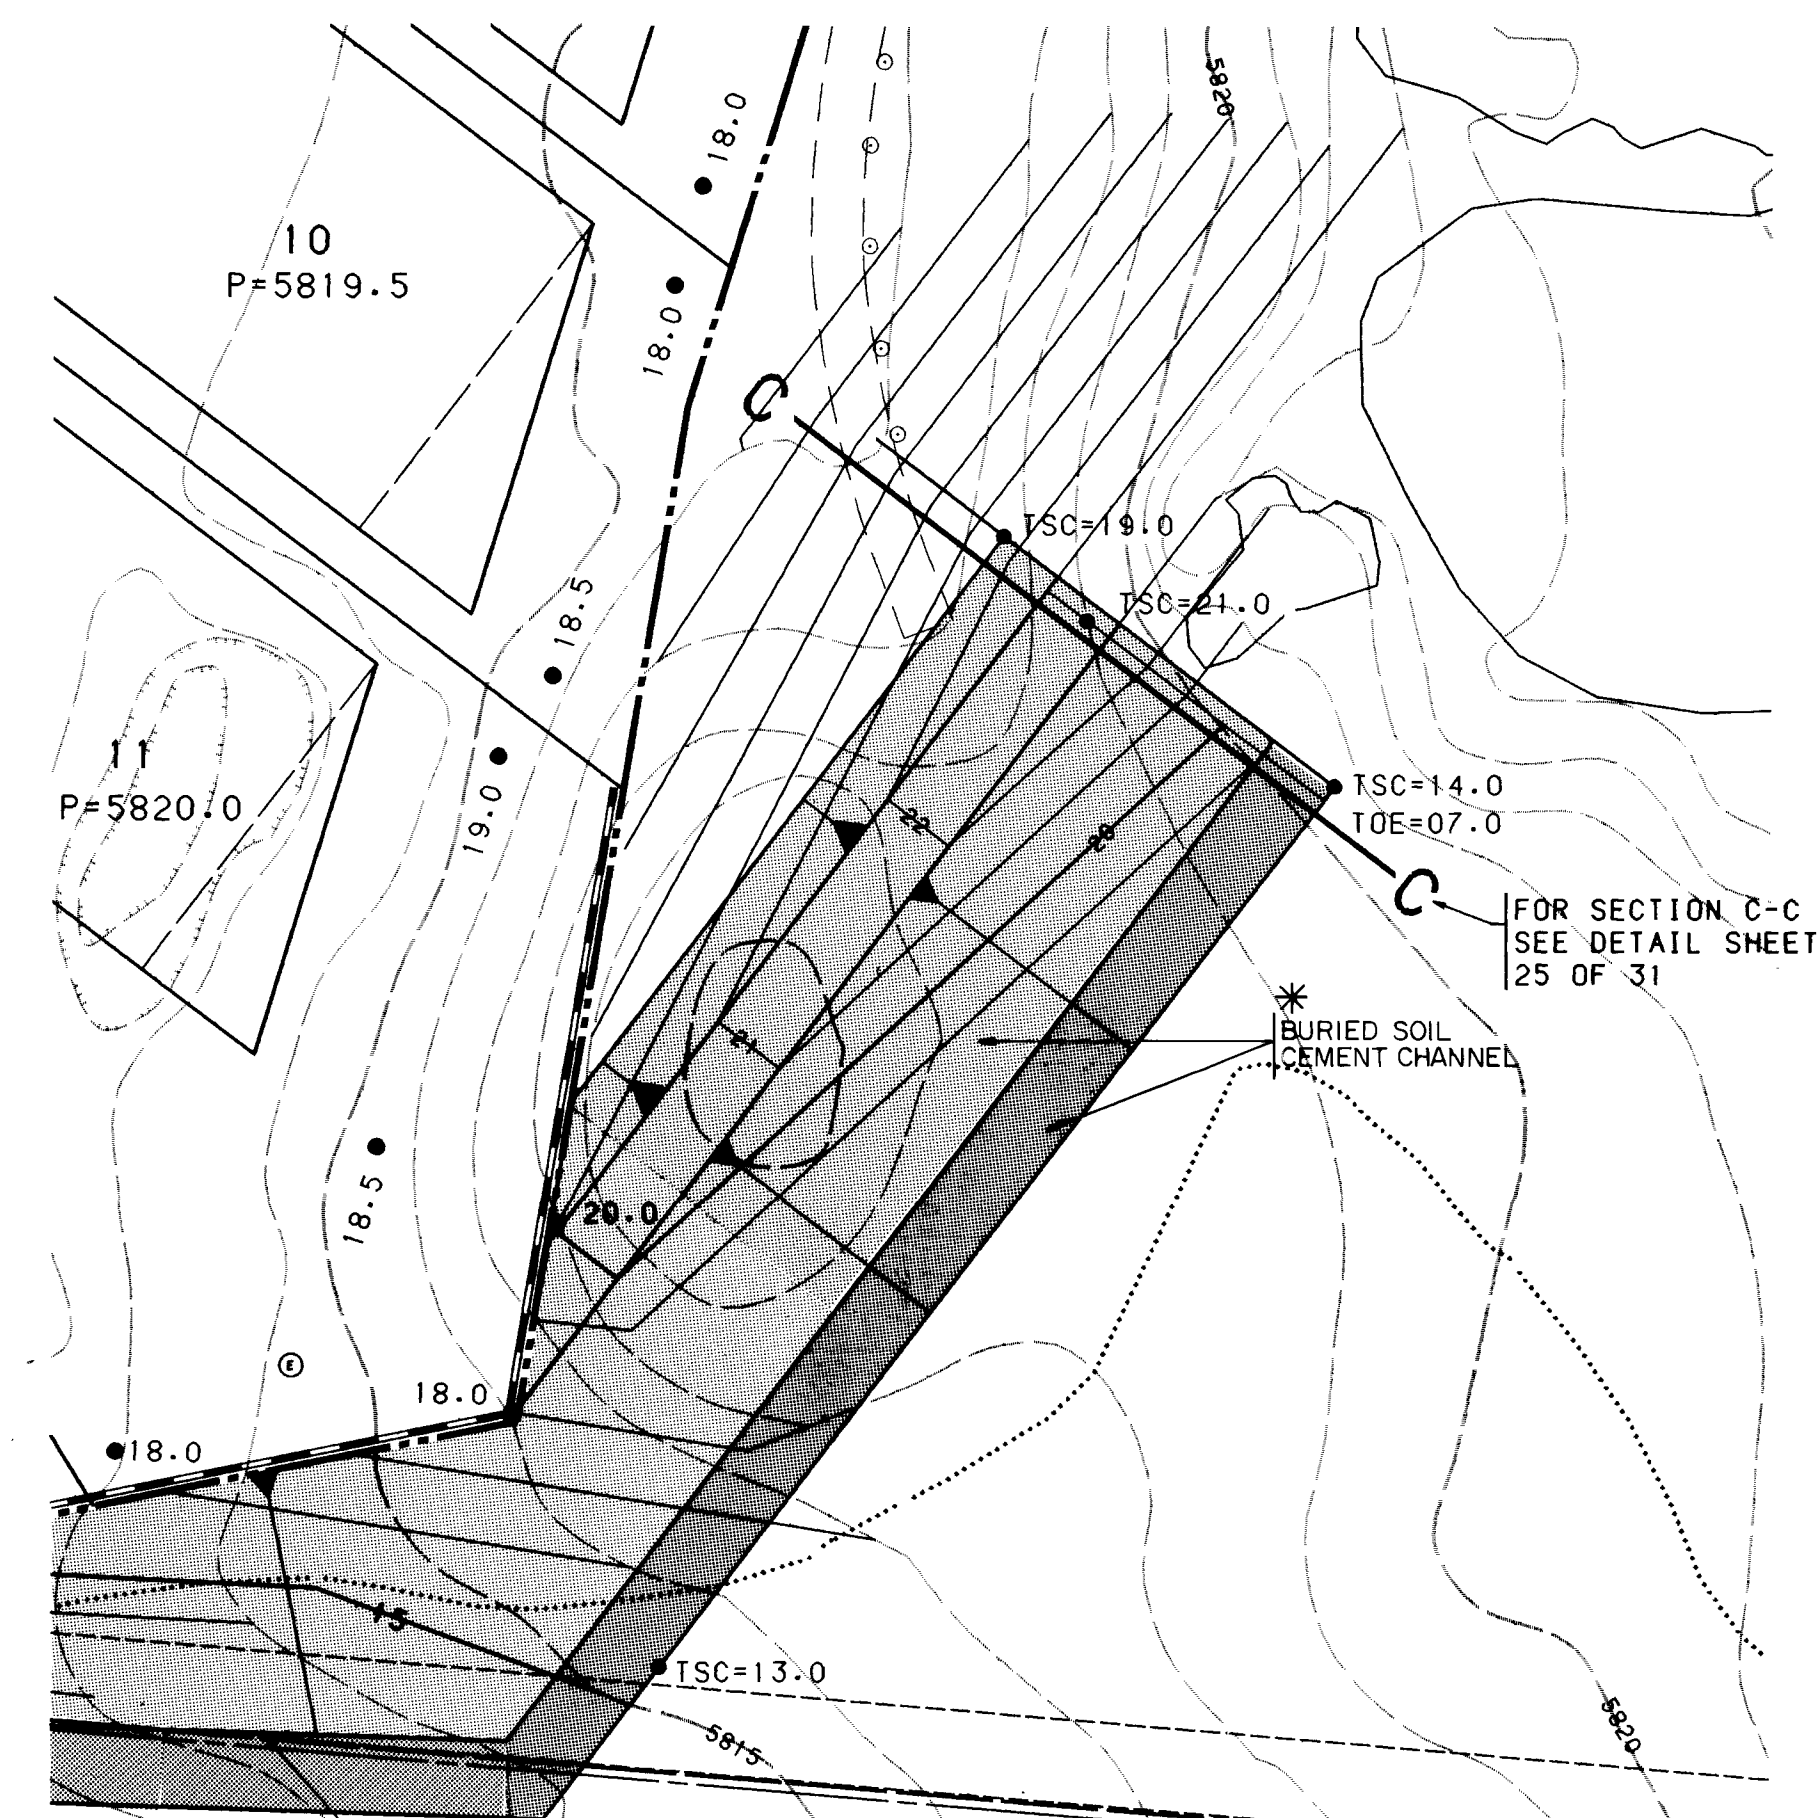 5820
18.0
10
P=5819.5
18.0
C
TSC=19.0
18.5
TSC=21.0
11
P=5820.0
19.0
TSC=14.0
TOE=07.0
22
20
C
FOR SECTION C-C
SEE DETAIL SHEET
25 OF 31
BURIED SOIL
CEMENT CHANNEL
21
18.5
20.0
E
18.0
18.0
15
TSC=13.0
5815
5820